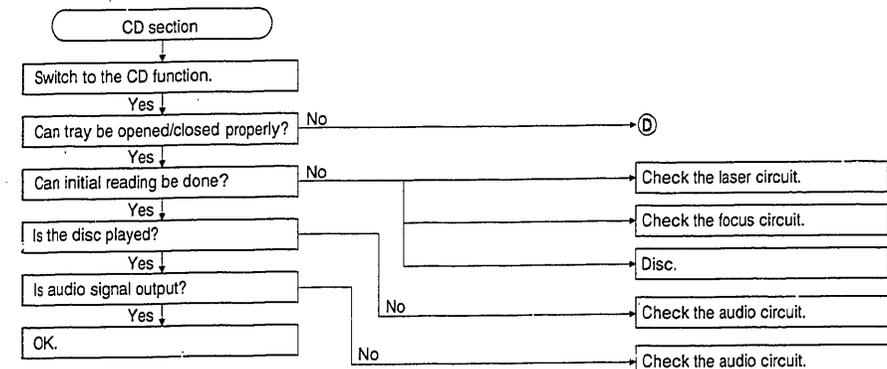 CD section
Switch to the CD function.
Yes
Can tray be opened/closed properly?
No
D
Yes
Can initial reading be done?
No
Check the laser circuit.
Check the focus circuit.
Disc.
Yes
Is the disc played?
No
Check the audio circuit.
Yes
Is audio signal output?
No
Check the audio circuit.
Yes
OK.